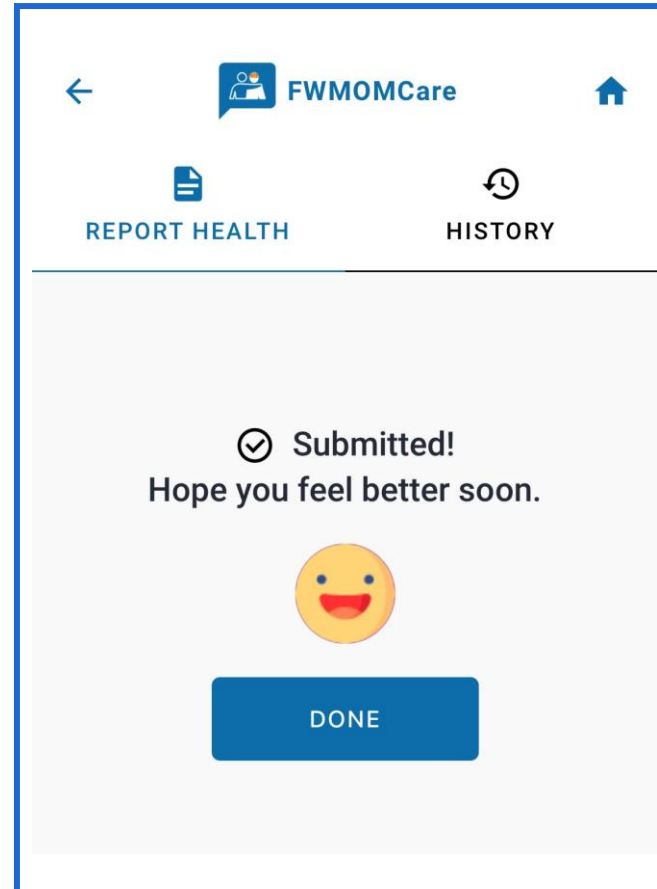 FWMOMCare
REPORT HEALTH
HISTORY
Submitted!
Hope you feel better soon.
DONE